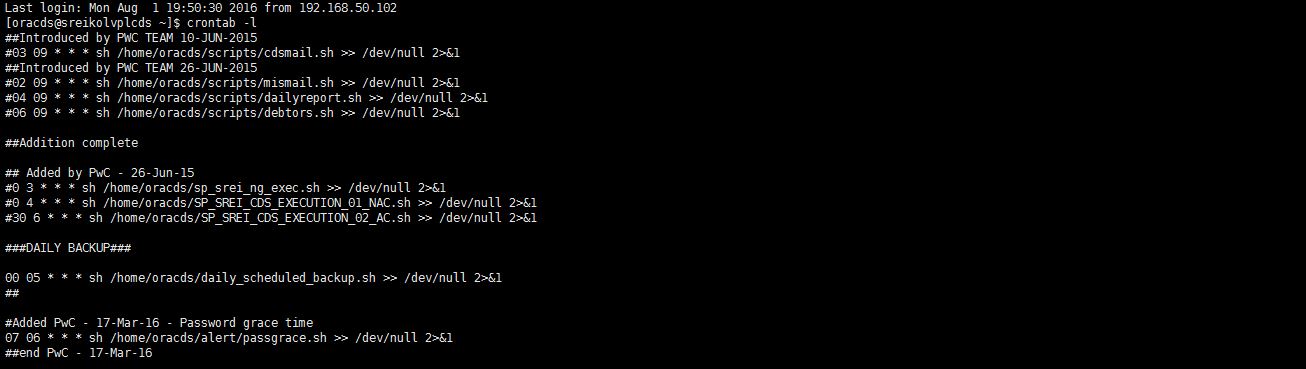 Last login: Mon Aug  1 19:50:30 2016 from 192.168.50.102
[oracds@sreikolvplcds ~]$ crontab -l
##Introduced by PWC TEAM 10-JUN-2015
#03 09 * * * sh /home/oracds/scripts/cdsmail.sh >> /dev/null 2>&1
##Introduced by PWC TEAM 26-JUN-2015
#02 09 * * * sh /home/oracds/scripts/mismail.sh >> /dev/null 2>&1
#04 09 * * * sh /home/oracds/scripts/dailyreport.sh >> /dev/null 2>&1
#06 09 * * * sh /home/oracds/scripts/debtors.sh >> /dev/null 2>&1
##Addition complete
## Added by PwC - 26-Jun-15
#0 3 * * * sh /home/oracds/sp_srei_ng_exec.sh >> /dev/null 2>&1
#0 4 * * * sh /home/oracds/SP_SREI_CDS_EXECUTION_01_NAC.sh >> /dev/null 2>&1
#30 6 * * * sh /home/oracds/SP_SREI_CDS_EXECUTION_02_AC.sh >> /dev/null 2>&1
###DAILY BACKUP###
00 05 * * * sh /home/oracds/daily_scheduled_backup.sh >> /dev/null 2>&1
##
#Added PwC - 17-Mar-16 - Password grace time
07 06 * * * sh /home/oracds/alert/passgrace.sh >> /dev/null 2>&1
##end PwC - 17-Mar-16